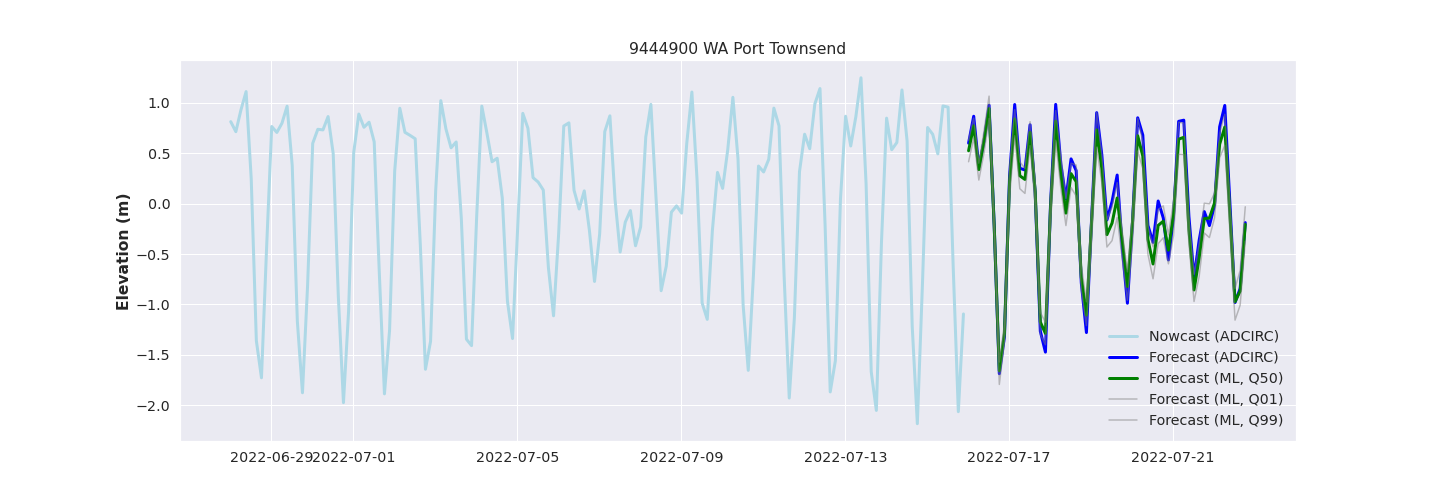 9444900 WA Port Townsend
Elevation (m)
1.0
0.5
0.0
−0.5
−1.0
−1.5
−2.0
2022-06-29 2022-07-01 2022-07-05 2022-07-09 2022-07-13 2022-07-17 2022-07-21
Nowcast (ADCIRC)
Forecast (ADCIRC)
Forecast (ML, Q50)
Forecast (ML, Q01)
Forecast (ML, Q99)